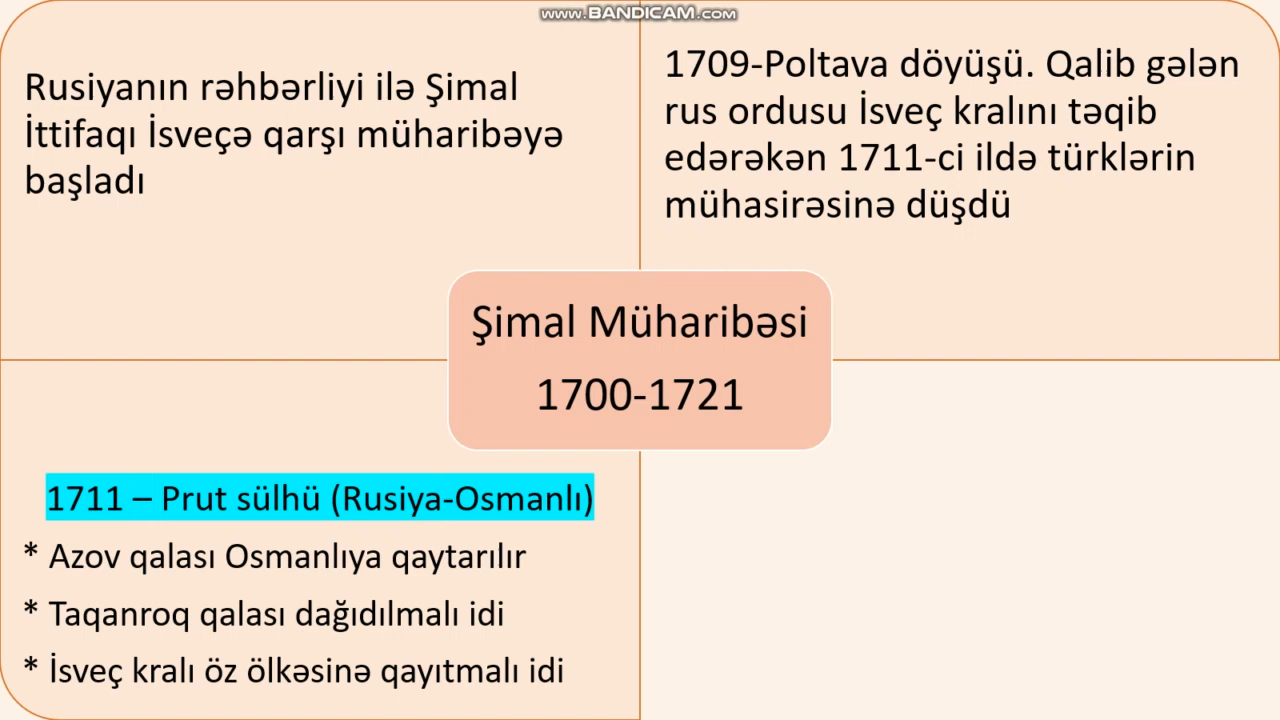 www.BANDICAM.com
Rusiyanın rəhbərliyi ilə Şimal
İttifaqı İsveçə qarşı müharibəyə
başladı
1709-Poltava döyüşü. Qalib gələn
rus ordusu İsveç kralını təqib
edərəkən 1711-ci ildə türklərin
mühasirəsinə düşdü
Şimal Müharibəsi
1700-1721
1711 – Prut sülhü (Rusiya-Osmanlı)
* Azov qalası Osmanlıya qaytarılır
* Taqanroq qalası dağıdılmalı idi
* İsveç kralı öz ölkəsinə qayıtmalı idi